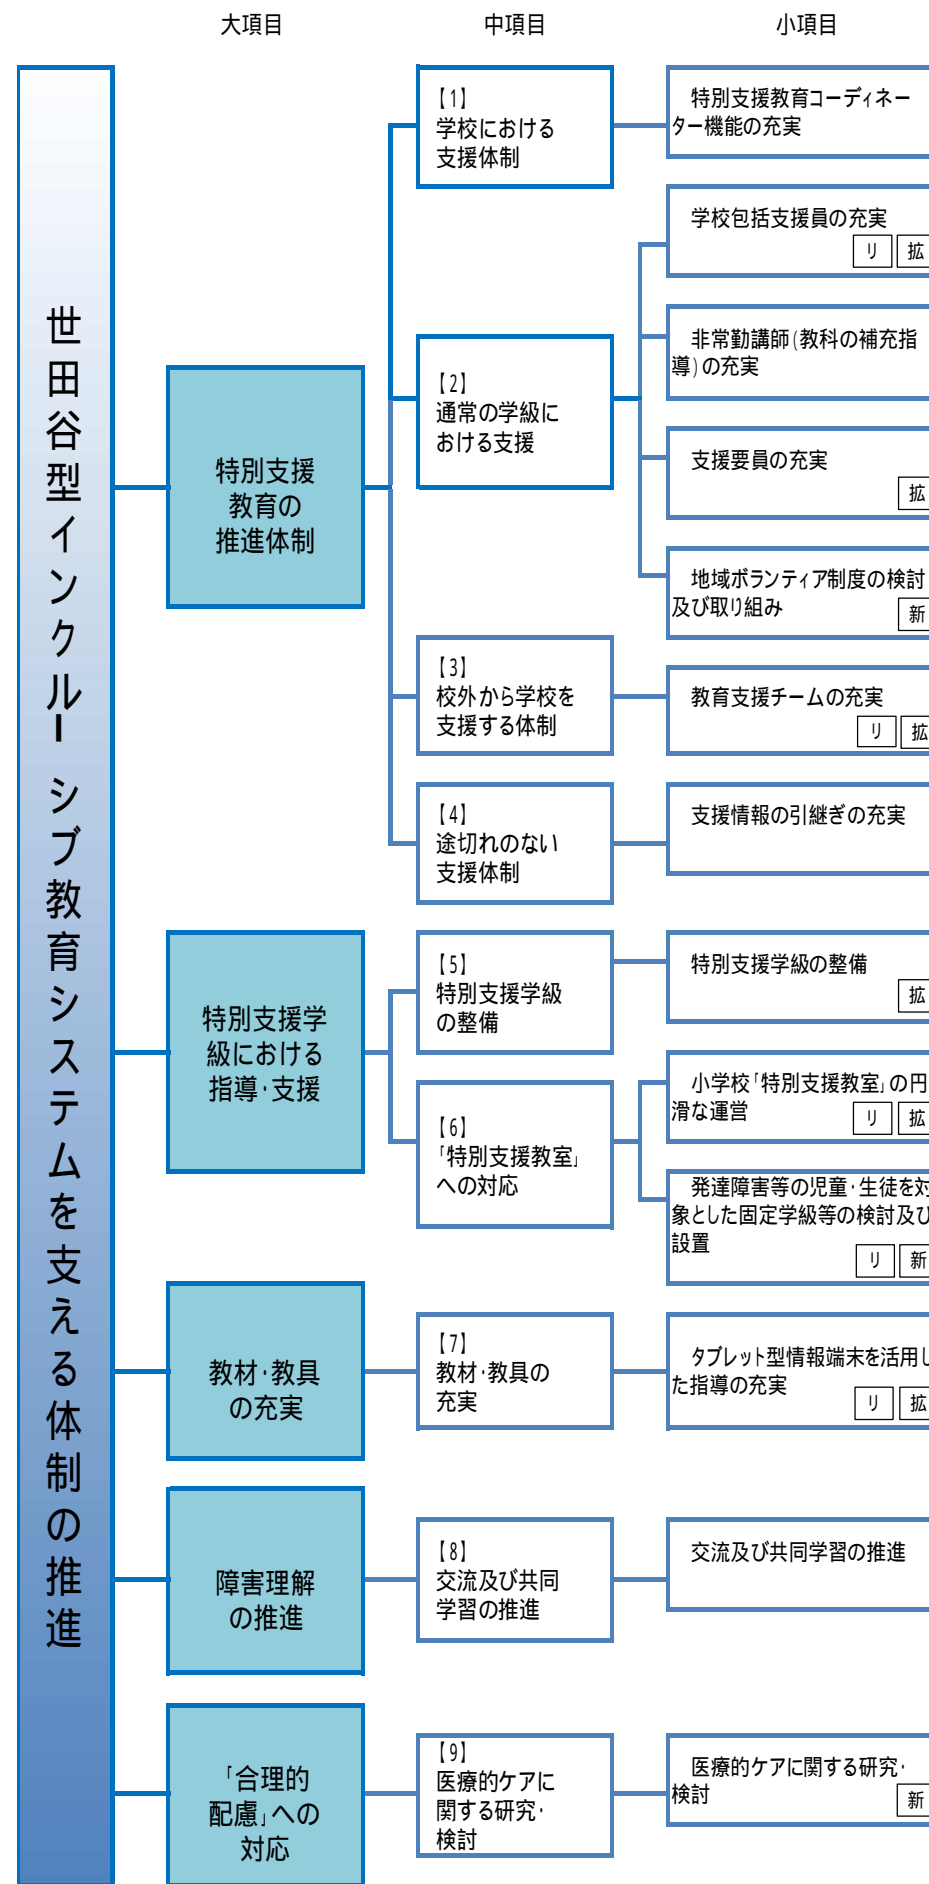 大項目
中項目
小項目
世田谷型インクルーシブ教育システムを支える体制の推進
特別支援
教育の
推進体制
【1】
学校における
支援体制
特別支援教育コーディネー
ター機能の充実
【2】
通常の学級に
おける支援
学校包括支援員の充実
リ 拡
非常勤講師(教科の補充指
導)の充実
支援要員の充実
拡
地域ボランティア制度の検討
及び取り組み
新
【3】
校外から学校を
支援する体制
教育支援チームの充実
リ 拡
【4】
途切れのない
支援体制
支援情報の引継ぎの充実
特別支援学
級における
指導・支援
【5】
特別支援学級
の整備
特別支援学級の整備
拡
【6】
「特別支援教室」
への対応
小学校「特別支援教室」の円
滑な運営
リ 拡
発達障害等の児童・生徒を対
象とした固定学級等の検討及び
設置
リ 新
教材・教具
の充実
【7】
教材・教具の
充実
タブレット型情報端末を活用し
た指導の充実
リ 拡
障害理解
の推進
【8】
交流及び共同
学習の推進
交流及び共同学習の推進
「合理的
配慮」への
対応
【9】
医療的ケアに
関する研究・
検討
医療的ケアに関する研究・
検討
新